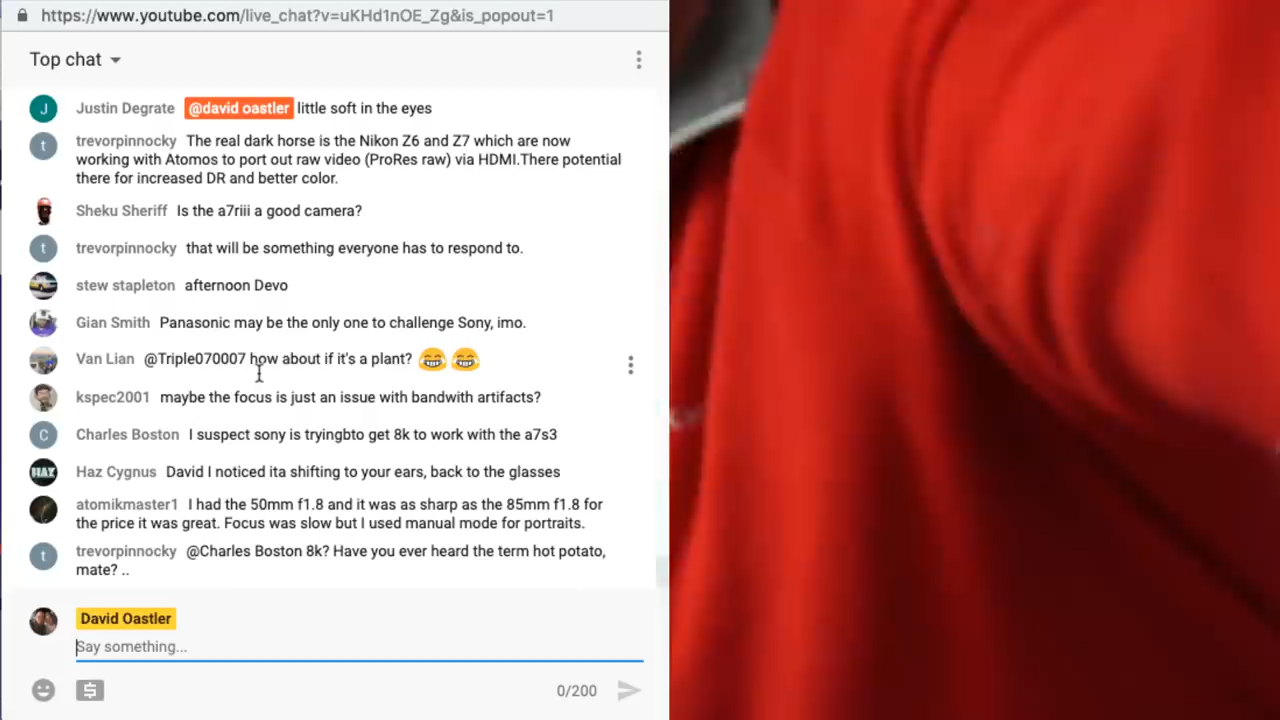 https://www.youtube.com/live_chat?v=uKHd1nOE_Zg&is_popout=1
Top chat
J Justin Degrate @david oastler little soft in the eyes
t trevorpinnocky The real dark horse is the Nikon Z6 and Z7 which are now
working with Atomos to port out raw video (ProRes raw) via HDMI.There potential
there for increased DR and better color.
Sheku Sheriff Is the a7riii a good camera?
t trevorpinnocky that will be something everyone has to respond to.
stew stapleton afternoon Devo
Gian Smith Panasonic may be the only one to challenge Sony, imo.
Van Lian @Triple070007 how about if it's a plant? 😂 😂
kspec2001 maybe the focus is just an issue with bandwith artifacts?
C Charles Boston I suspect sony is tryingbto get 8k to work with the a7s3
HAZ Haz Cygnus David I noticed ita shifting to your ears, back to the glasses
atomikmaster1 I had the 50mm f1.8 and it was as sharp as the 85mm f1.8 for
the price it was great. Focus was slow but I used manual mode for portraits.
t trevorpinnocky @Charles Boston 8k? Have you ever heard the term hot potato,
mate? ..
David Oastler
Say something...
$ 0/200